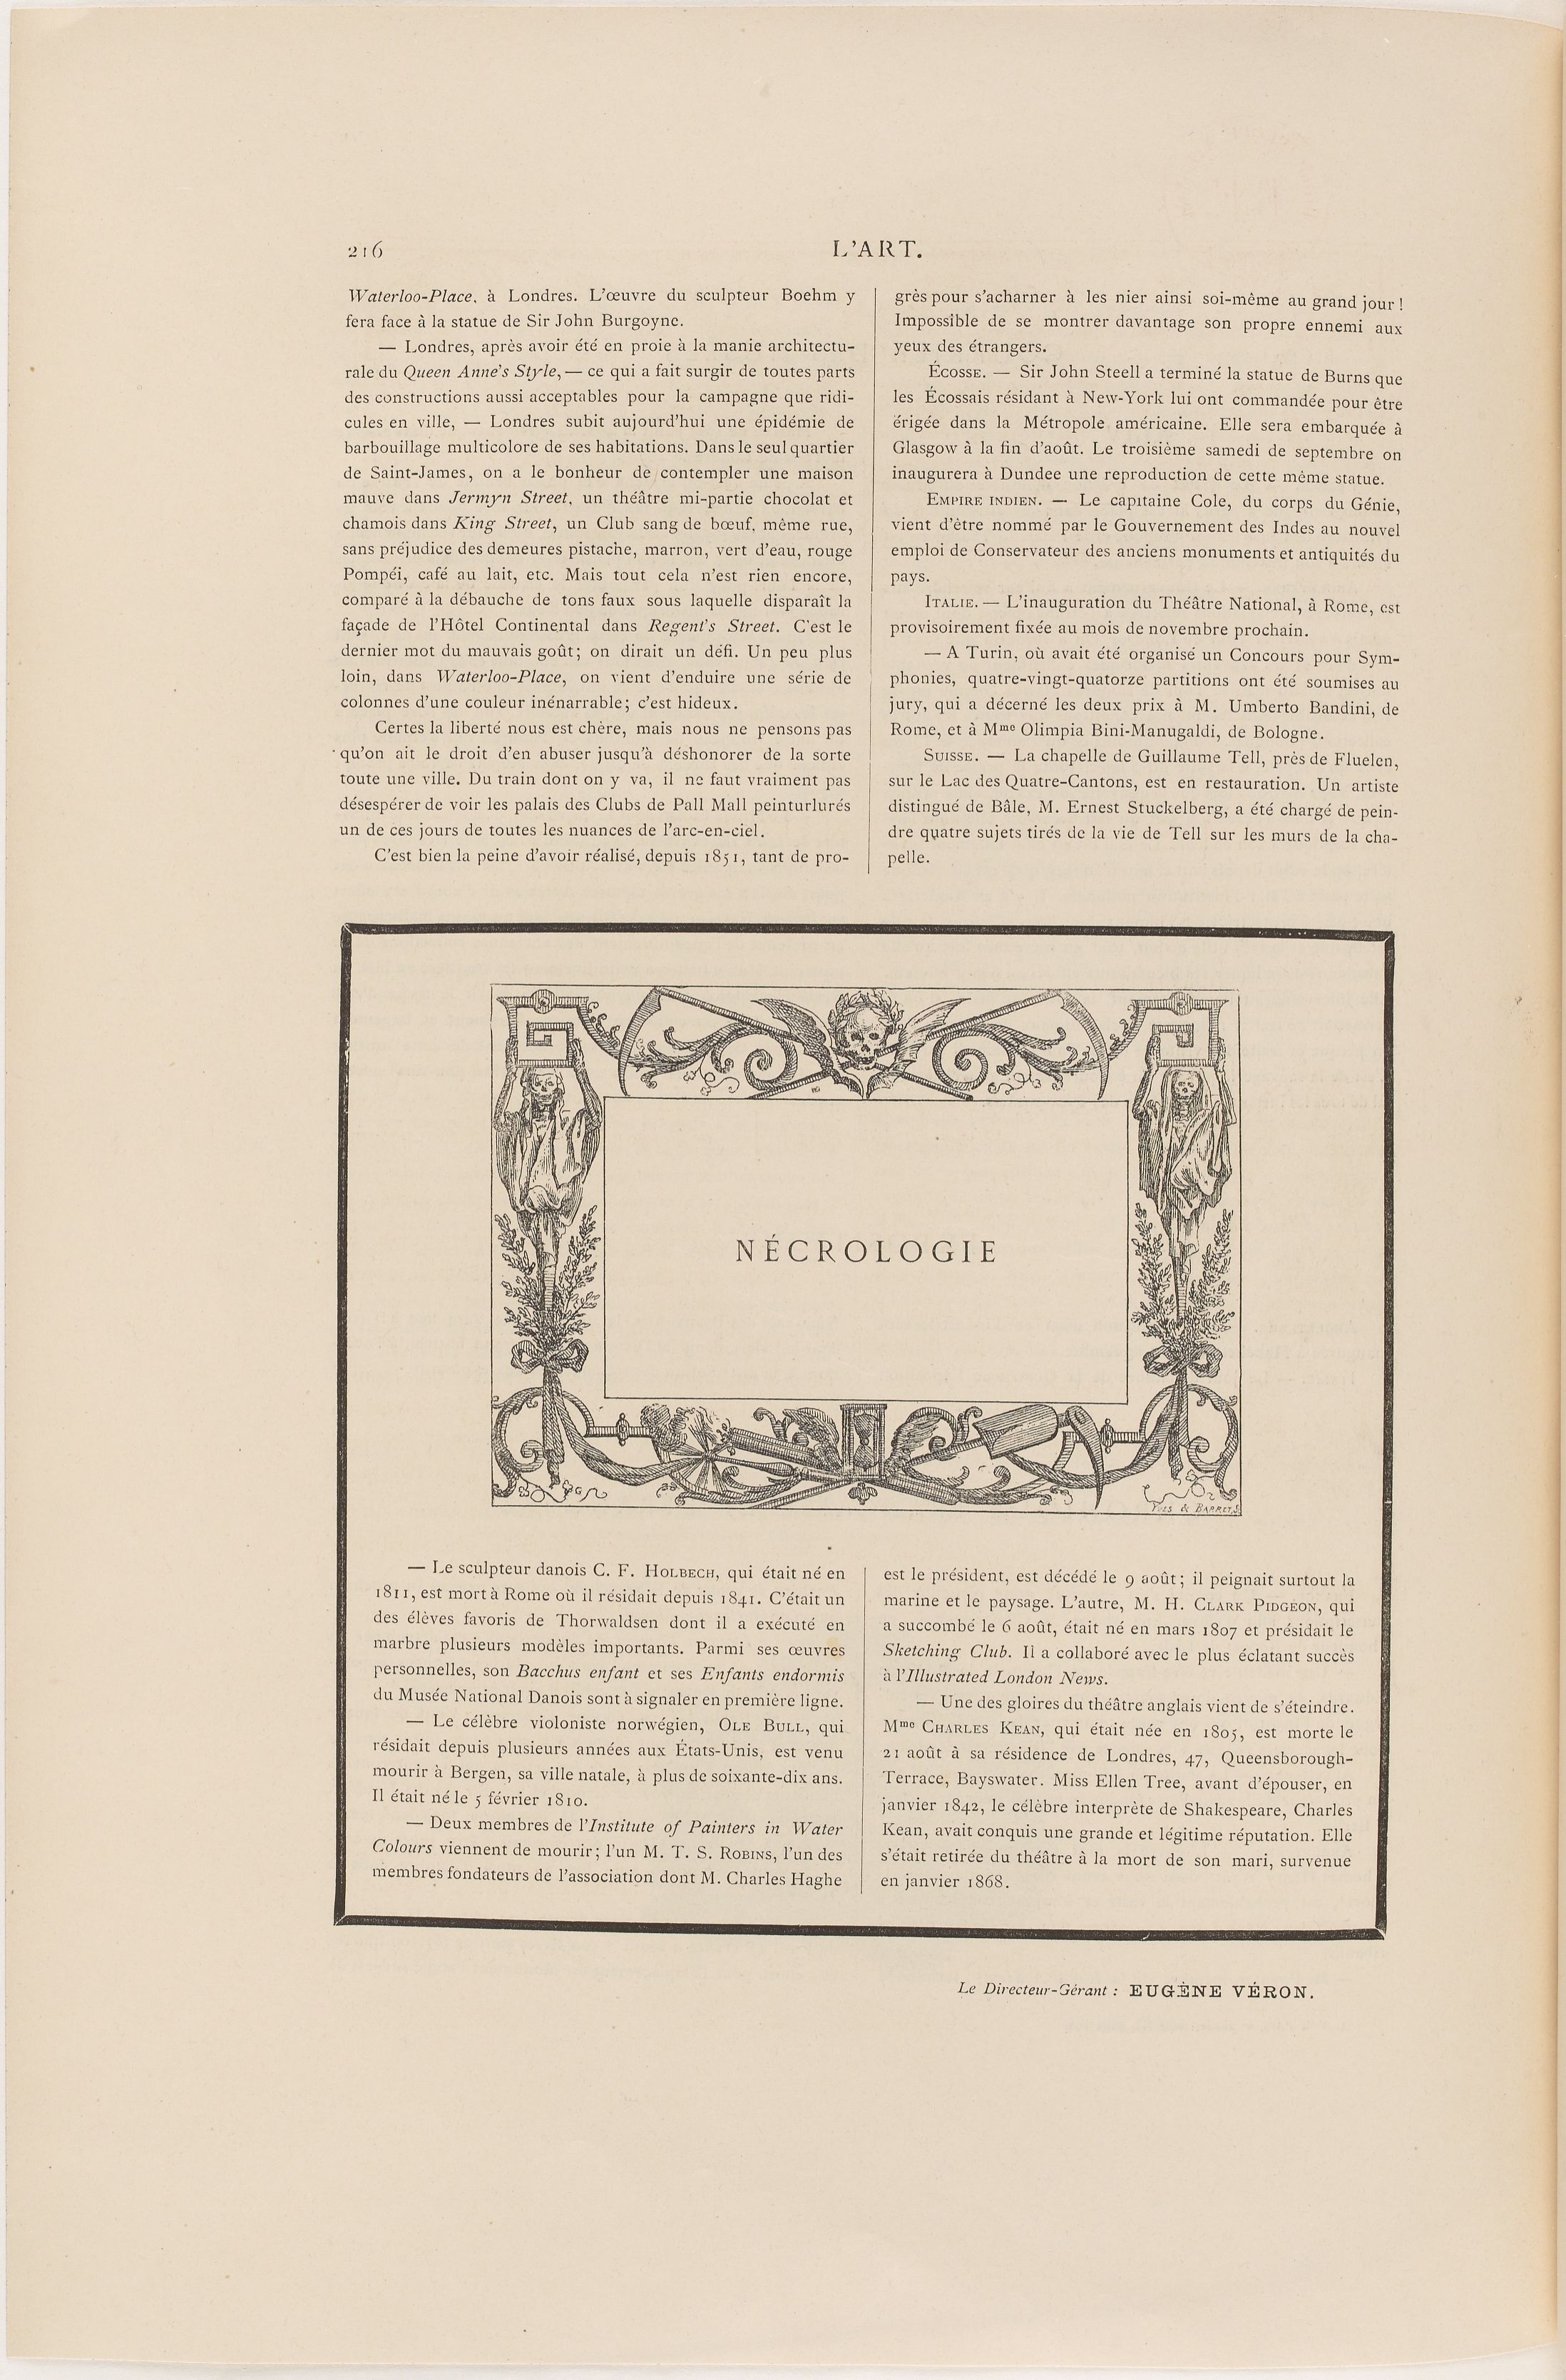 216
L'ART.
Waterloo-Place, à Londres. L'œuvre du sculpteur Boehm y
fera face à la statue de Sir John Burgoyne.
— Londres, après avoir été en proie à la manie architectu-
rale du Queen Anne's Style, — ce qui a fait surgir de toutes parts
des constructions aussi acceptables pour la campagne que ridi-
cules en ville, — Londres subit aujourd'hui une épidémie de
barbouillage multicolore de ses habitations. Dans le seul quartier
de Saint-James, on a le bonheur de contempler une maison
mauve dans Jermyn Street, un théâtre mi-partie chocolat et
chamois dans King Street, un Club sang de bœuf, même rue,
sans préjudice des demeures pistache, marron, vert d'eau, rouge
Pompéi, café au lait, etc. Mais tout cela n'est rien encore,
comparé à la débauche de tons faux sous laquelle disparaît la
façade de l'Hôtel Continental dans Regent's Street. C'est le
dernier mot du mauvais goût; on dirait un défi. Un peu plus
loin, dans Waterloo-Place, on vient d'enduire une série de
colonnes d'une couleur inénarrable; c'est hideux.
Certes la liberté nous est chère, mais nous ne pensons pas
qu'on ait le droit d'en abuser jusqu'à déshonorer de la sorte
toute une ville. Du train dont on y va, il ne faut vraiment pas
désespérer de voir les palais des Clubs de Pall Mall peinturlurés
un de ces jours de toutes les nuances de l'arc-en-ciel.
C'est bien la peine d'avoir réalisé, depuis 1851, tant de pro-
grès pour s'acharner à les nier ainsi soi-même au grand jour !
Impossible de se montrer davantage son propre ennemi aux
yeux des étrangers.
ÉCOSSE. — Sir John Steell a terminé la statue de Burns que
les Écossais résidant à New-York lui ont commandée pour être
érigée dans la Métropole américaine. Elle sera embarquée à
Glasgow à la fin d'août. Le troisième samedi de septembre on
inaugurera à Dundee une reproduction de cette même statue.
EMPIRE INDIEN. — Le capitaine Cole, du corps du Génie,
vient d'être nommé par le Gouvernement des Indes au nouvel
emploi de Conservateur des anciens monuments et antiquités du
pays.
ITALIE. — L'inauguration du Théâtre National, à Rome, est
provisoirement fixée au mois de novembre prochain.
— A Turin, où avait été organisé un Concours pour Sym-
phonies, quatre-vingt-quatorze partitions ont été soumises au
jury, qui a décerné les deux prix à M. Umberto Bandini, de
Rome, et à Mme Olimpia Bini-Manugaldi, de Bologne.
SUISSE. — La chapelle de Guillaume Tell, près de Fluelen,
sur le Lac des Quatre-Cantons, est en restauration. Un artiste
distingué de Bâle, M. Ernest Stuckelberg, a été chargé de pein-
dre quatre sujets tirés de la vie de Tell sur les murs de la cha-
pelle.
NÉCROLOGIE
YVES & BARRET, S.
— Le sculpteur danois C. F. HOLBECH, qui était né en
1811, est mort à Rome où il résidait depuis 1841. C'était un
des élèves favoris de Thorwaldsen dont il a exécuté en
marbre plusieurs modèles importants. Parmi ses œuvres
personnelles, son Bacchus enfant et ses Enfants endormis
du Musée National Danois sont à signaler en première ligne.
— Le célèbre violoniste norwégien, OLE BULL, qui
résidait depuis plusieurs années aux États-Unis, est venu
mourir à Bergen, sa ville natale, à plus de soixante-dix ans.
Il était né le 5 février 1810.
— Deux membres de l'Institute of Painters in Water
Colours viennent de mourir; l'un M. T. S. ROBINS, l'un des
membres fondateurs de l'association dont M. Charles Haghe
est le président, est décédé le 9 août; il peignait surtout la
marine et le paysage. L'autre, M. H. CLARK PIDGEON, qui
a succombé le 6 août, était né en mars 1807 et présidait le
Sketching Club. Il a collaboré avec le plus éclatant succès
à l'Illustrated London News.
— Une des gloires du théâtre anglais vient de s'éteindre.
Mme CHARLES KEAN, qui était née en 1805, est morte le
21 août à sa résidence de Londres, 47, Queensborough-
Terrace, Bayswater. Miss Ellen Tree, avant d'épouser, en
janvier 1842, le célèbre interprète de Shakespeare, Charles
Kean, avait conquis une grande et légitime réputation. Elle
s'était retirée du théâtre à la mort de son mari, survenue
en janvier 1868.
Le Directeur-Gérant : EUGÈNE VÉRON.